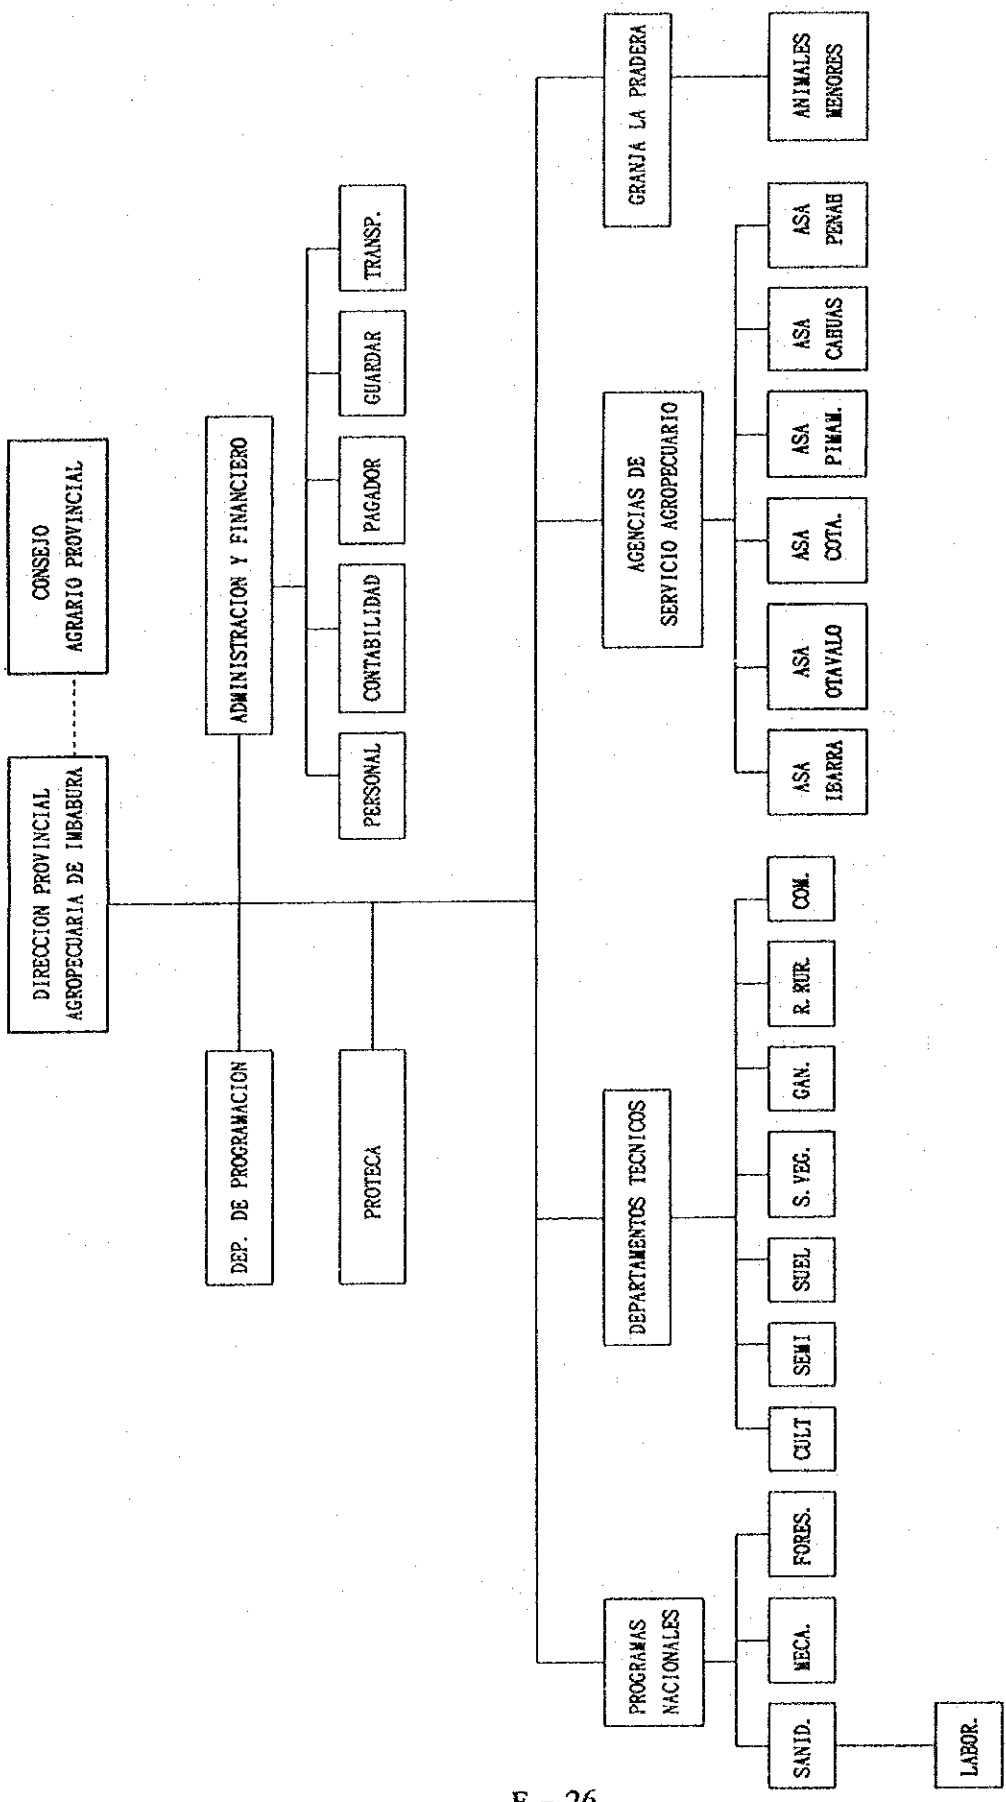 DIRECCION PROVINCIAL
AGROPECUARIA DE IMBABURA
CONSEJO
AGRARIO PROVINCIAL
DEP. DE PROGRAMACION
ADMINISTRACION Y FINANCIERO
PROTECA
PERSONAL
CONTABILIDAD
PAGADOR
GUARDAR
TRANSP.
PROGRAMAS
NACIONALES
DEPARTAMENTOS TECNICOS
AGENCIAS DE
SERVICIO AGROPECUARIO
GRANJA LA PRADERA
SANID.
MECA.
FORES.
CULT
SEMI
SUEL
S. VEG.
GAN.
R. RUR.
COM.
ASA
IBARRA
ASA
OTAVALO
ASA
COTA.
ASA
PIMAM.
ASA
CAHUAS
ASA
PENAH
ANIMALES
MENORES
LABOR.
E - 26